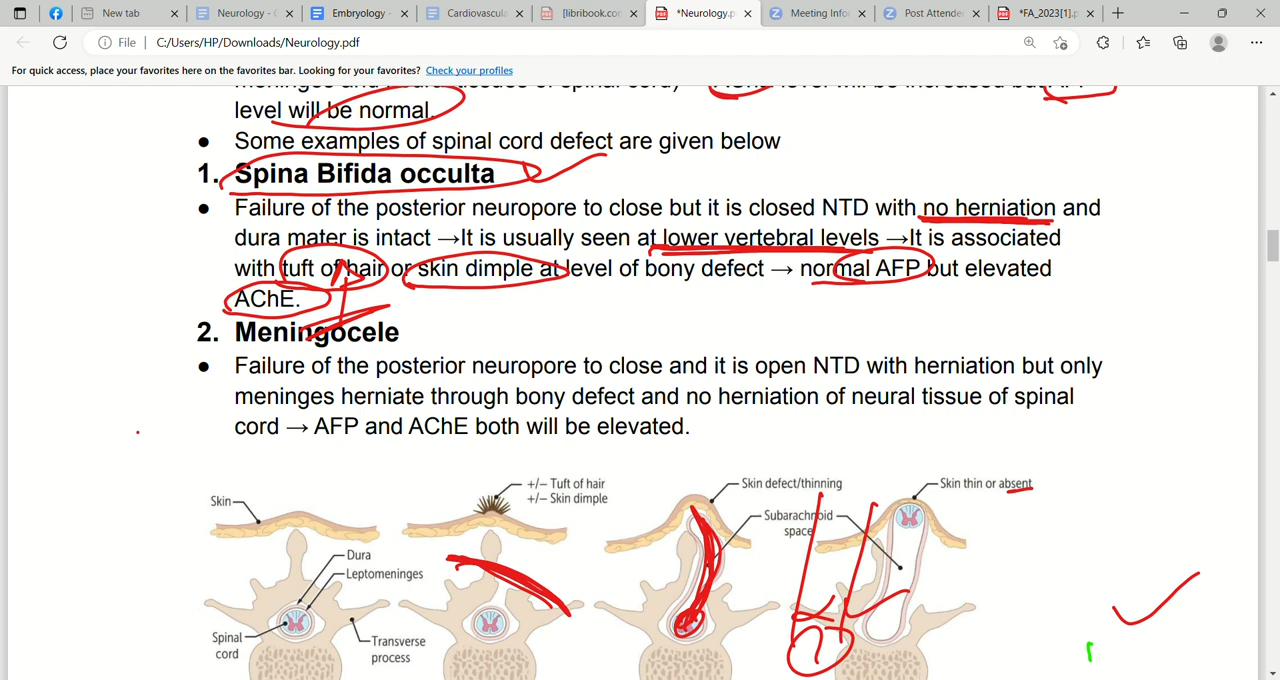 New tab
Neurology - G
Embryology -
Cardiovascula
[libribook.con
*Neurology.p
Meeting Info
Post Attende
*FA_2023[1].p
File
C:/Users/HP/Downloads/Neurology.pdf
For quick access, place your favorites here on the favorites bar. Looking for your favorites? Check your profiles
level will be normal.
● Some examples of spinal cord defect are given below
1. Spina Bifida occulta
● Failure of the posterior neuropore to close but it is closed NTD with no herniation and
dura mater is intact →It is usually seen at lower vertebral levels →It is associated
with tuft of hair or skin dimple at level of bony defect → normal AFP but elevated
AChE.
2. Meningocele
● Failure of the posterior neuropore to close and it is open NTD with herniation but only
meninges herniate through bony defect and no herniation of neural tissue of spinal
cord → AFP and AChE both will be elevated.
Skin
+/– Tuft of hair
+/– Skin dimple
Skin defect/thinning
Subarachnoid
space
Skin thin or absent
Dura
Leptomeninges
Spinal
cord
Transverse
process